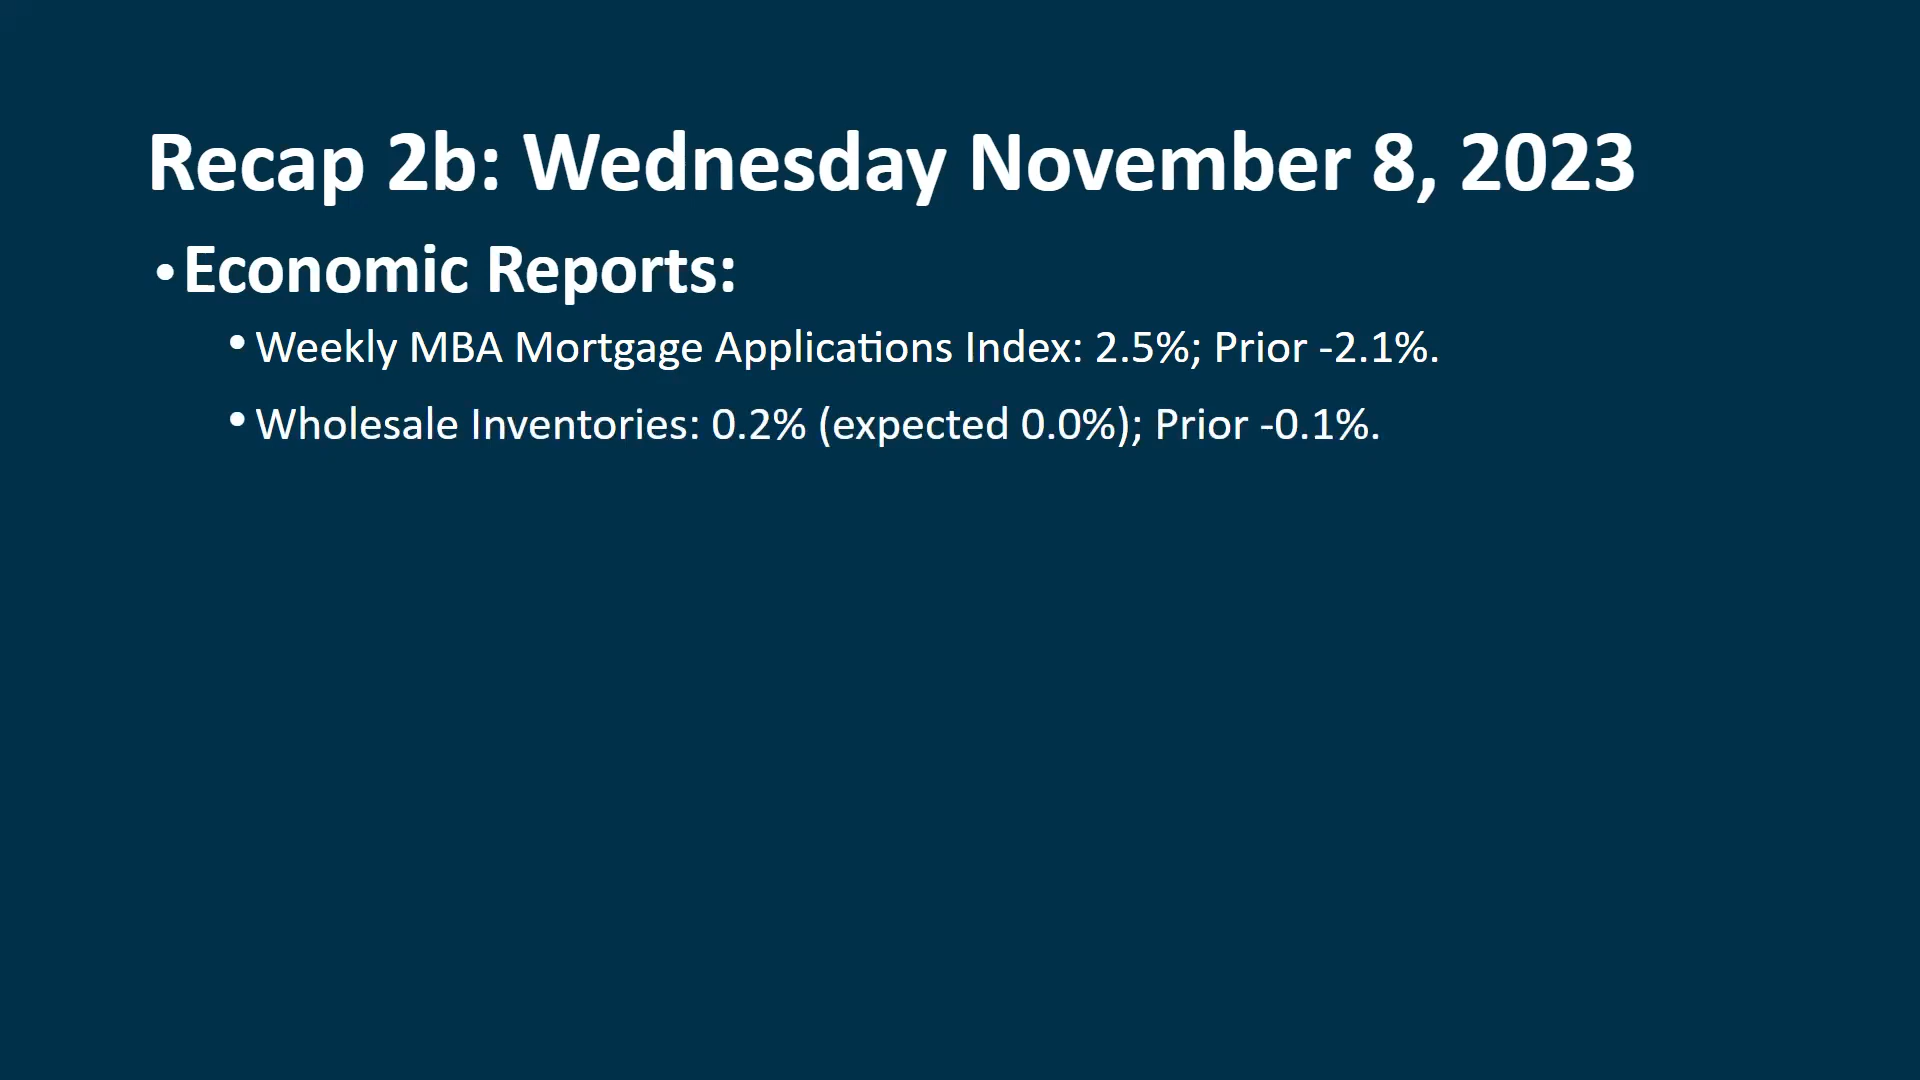 Recap 2b: Wednesday November 8, 2023
•Economic Reports:
• Weekly MBA Mortgage Applications Index: 2.5%; Prior -2.1%.
• Wholesale Inventories: 0.2% (expected 0.0%); Prior -0.1%.